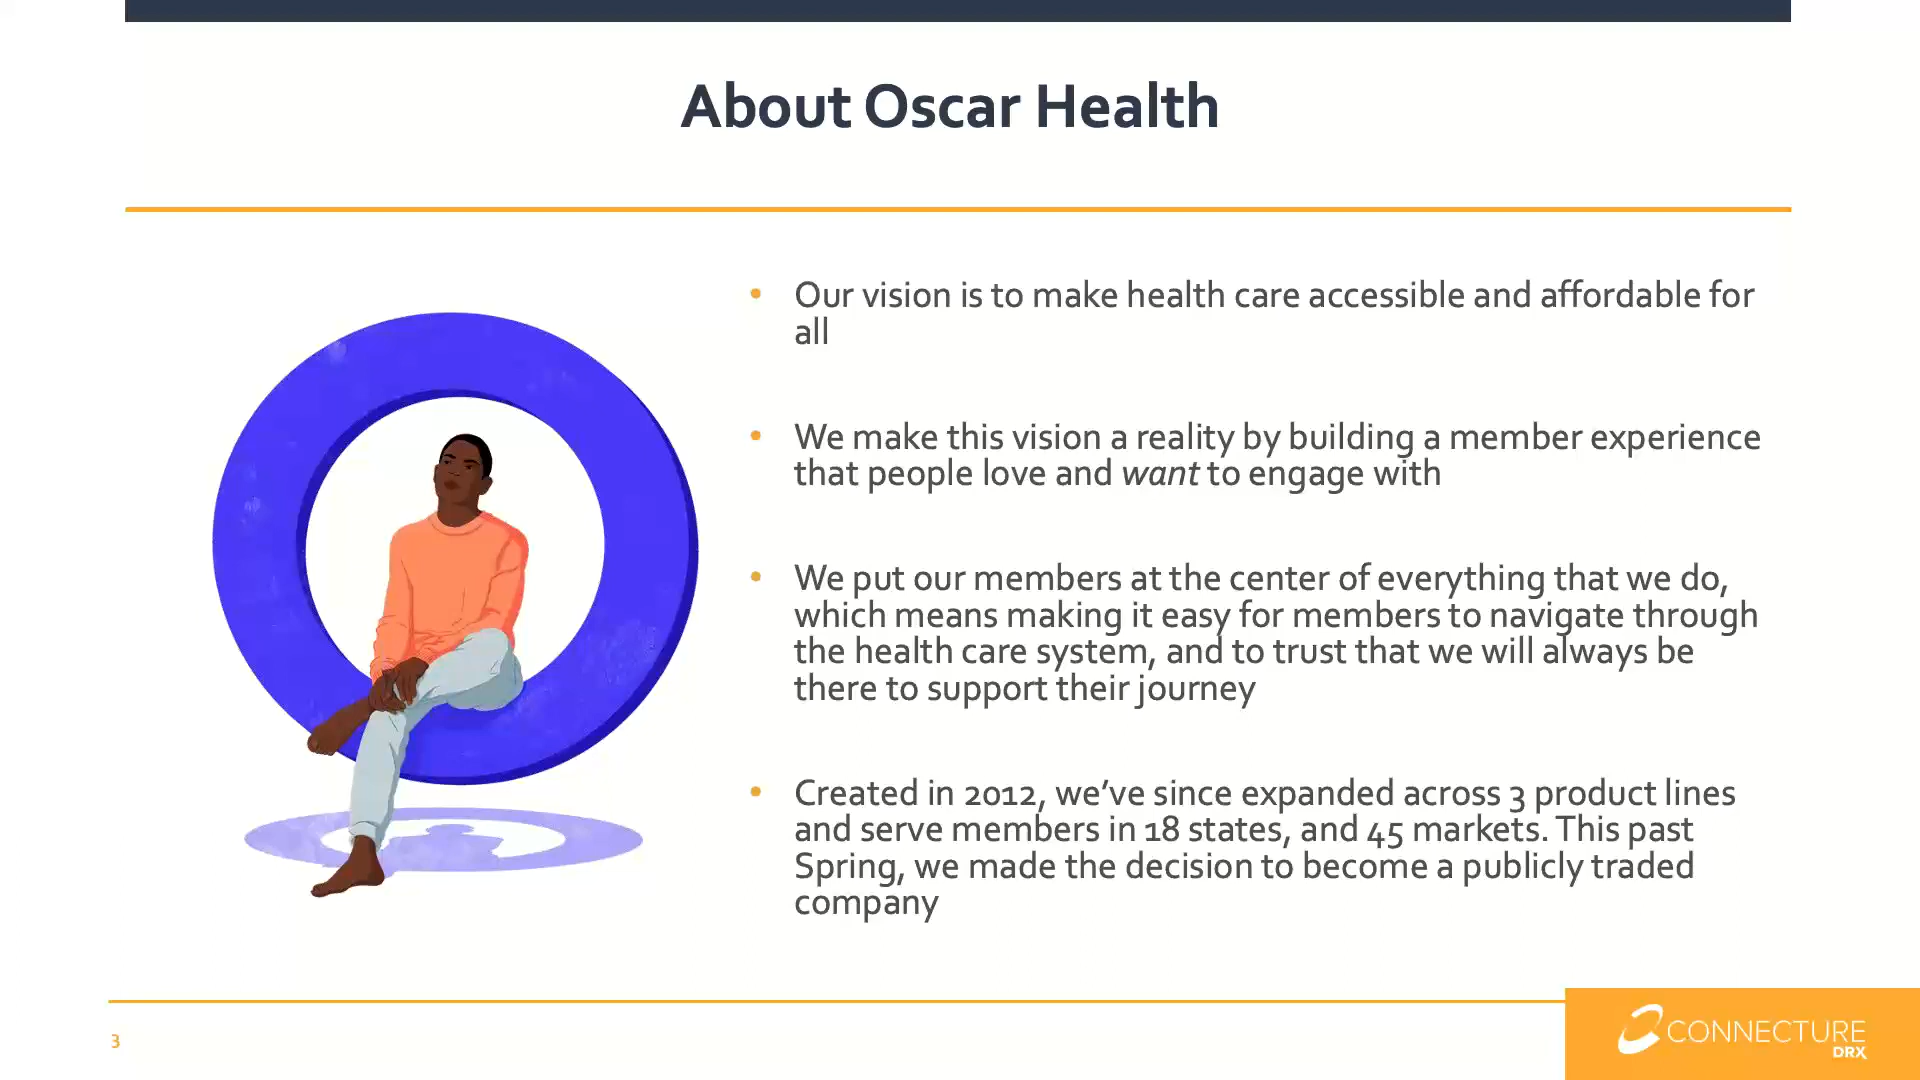 About Oscar Health
• Our vision is to make health care accessible and affordable for
all
• We make this vision a reality by building a member experience
that people love and want to engage with
• We put our members at the center of everything that we do,
which means making it easy for members to navigate through
the health care system, and to trust that we will always be
there to support their journey
• Created in 2012, we’ve since expanded across 3 product lines
and serve members in 18 states, and 45 markets. This past
Spring, we made the decision to become a publicly traded
company
3
CONNECTURE
DRX